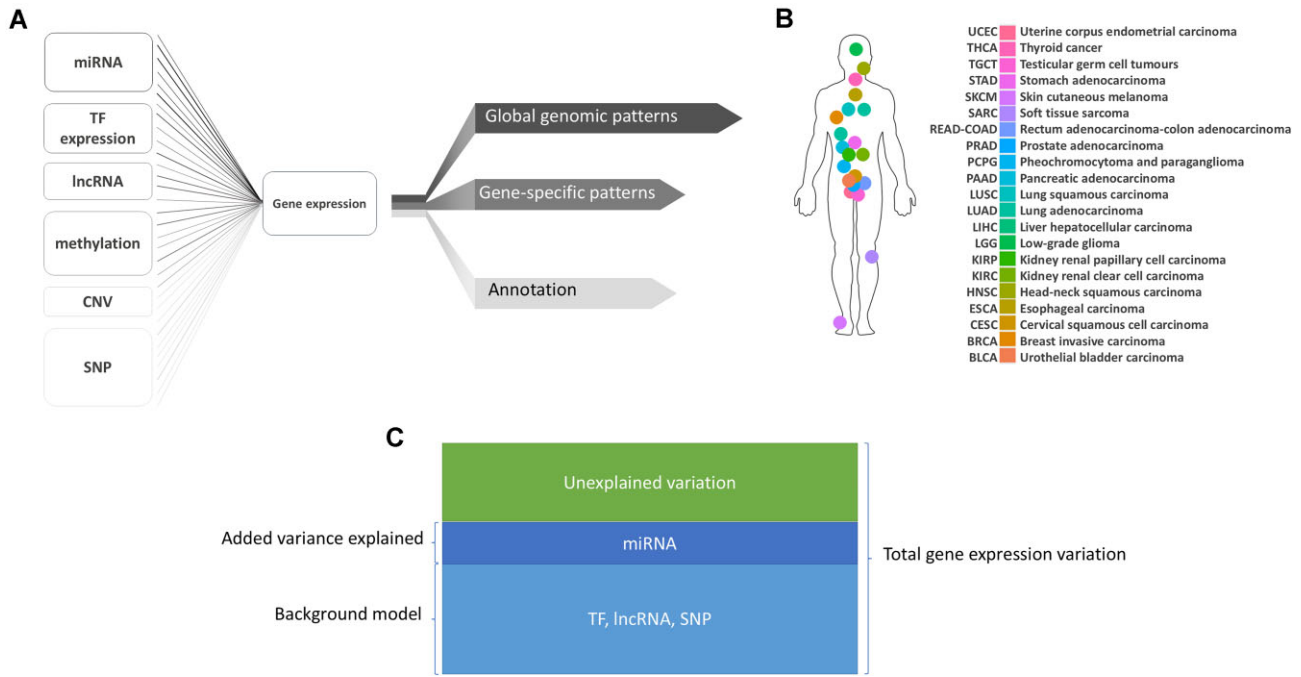 A
miRNA
TF
expression
lncRNA
methylation
CNV
SNP
Gene expression
Global genomic patterns
Gene-specific patterns
Annotation
B
UCEC Uterine corpus endometrial carcinoma
THCA Thyroid cancer
TGCT Testicular germ cell tumours
STAD Stomach adenocarcinoma
SKCM Skin cutaneous melanoma
SARC Soft tissue sarcoma
READ-COAD Rectum adenocarcinoma-colon adenocarcinoma
PRAD Prostate adenocarcinoma
PCPG Pheochromocytoma and paraganglioma
PAAD Pancreatic adenocarcinoma
LUSC Lung squamous carcinoma
LUAD Lung adenocarcinoma
LIHC Liver hepatocellular carcinoma
LGG Low-grade glioma
KIRP Kidney renal papillary cell carcinoma
KIRC Kidney renal clear cell carcinoma
HNSC Head-neck squamous carcinoma
ESCA Esophageal carcinoma
CESC Cervical squamous cell carcinoma
BRCA Breast invasive carcinoma
BLCA Urothelial bladder carcinoma
C
Unexplained variation
Added variance explained
miRNA
Total gene expression variation
Background model
TF, lncRNA, SNP